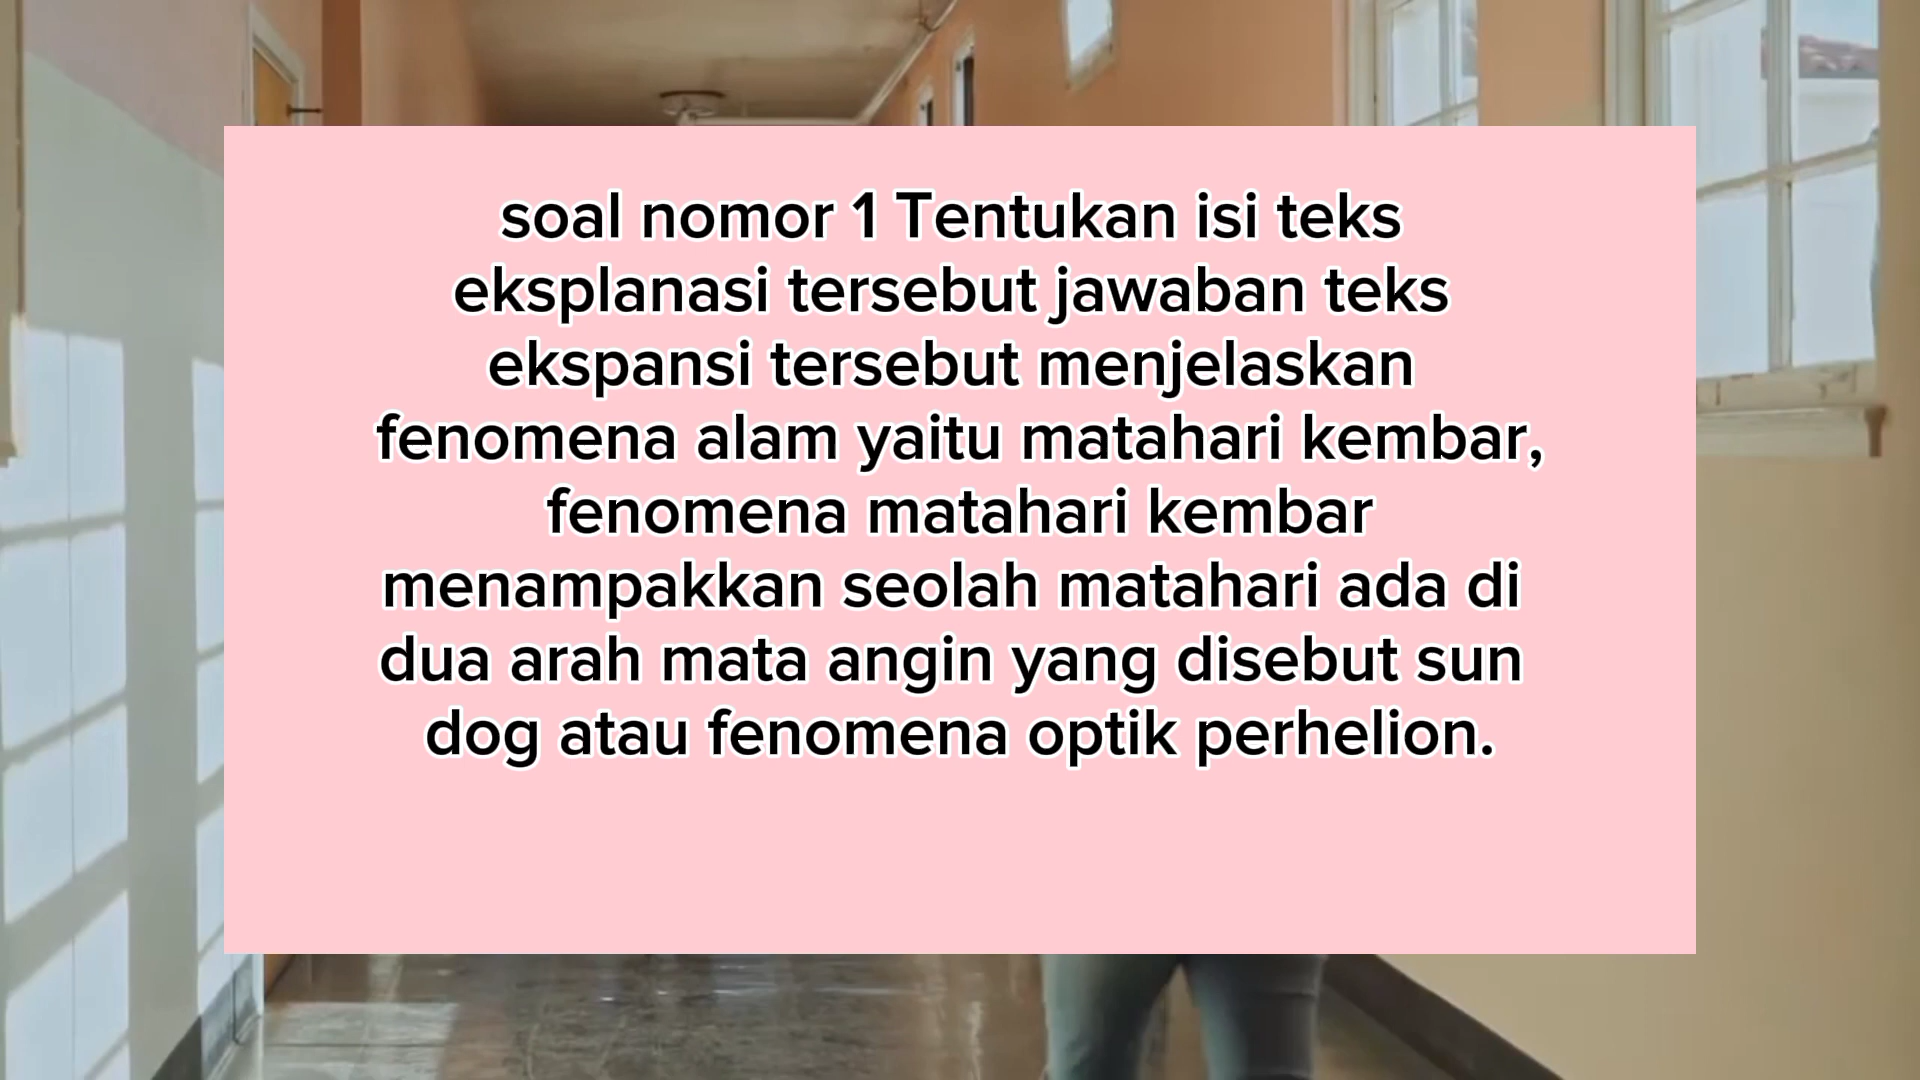 soal nomor 1 Tentukan isi teks
eksplanasi tersebut jawaban teks
ekspansi tersebut menjelaskan
fenomena alam yaitu matahari kembar,
fenomena matahari kembar
menampakkan seolah matahari ada di
dua arah mata angin yang disebut sun
dog atau fenomena optik perhelion.